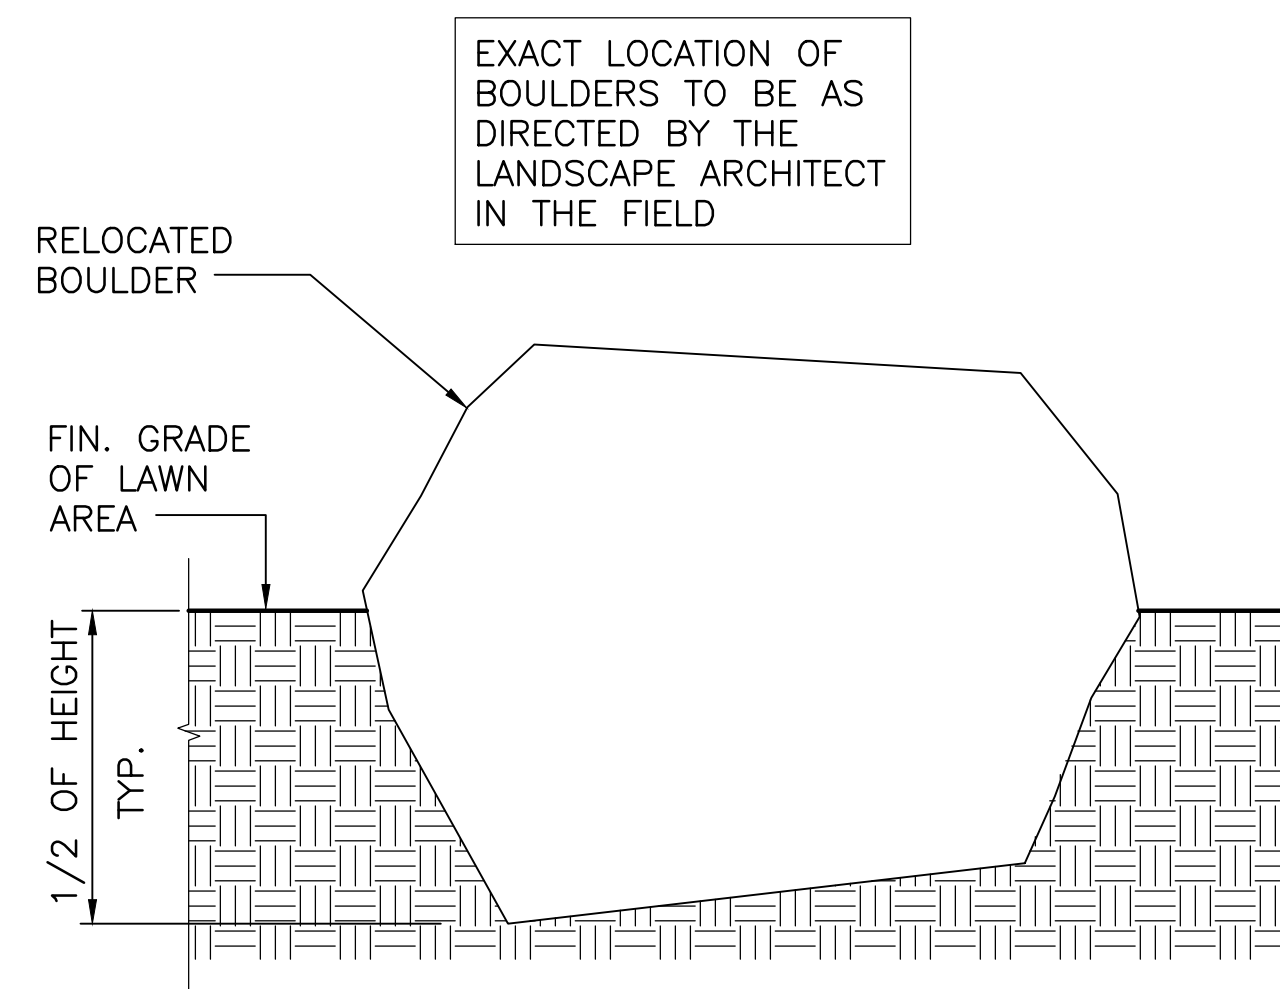 EXACT LOCATION OF
BOULDERS TO BE AS
DIRECTED BY THE
LANDSCAPE ARCHITECT
IN THE FIELD
RELOCATED
BOULDER
FIN. GRADE
OF LAWN
AREA
1/2 OF HEIGHT
TYP.